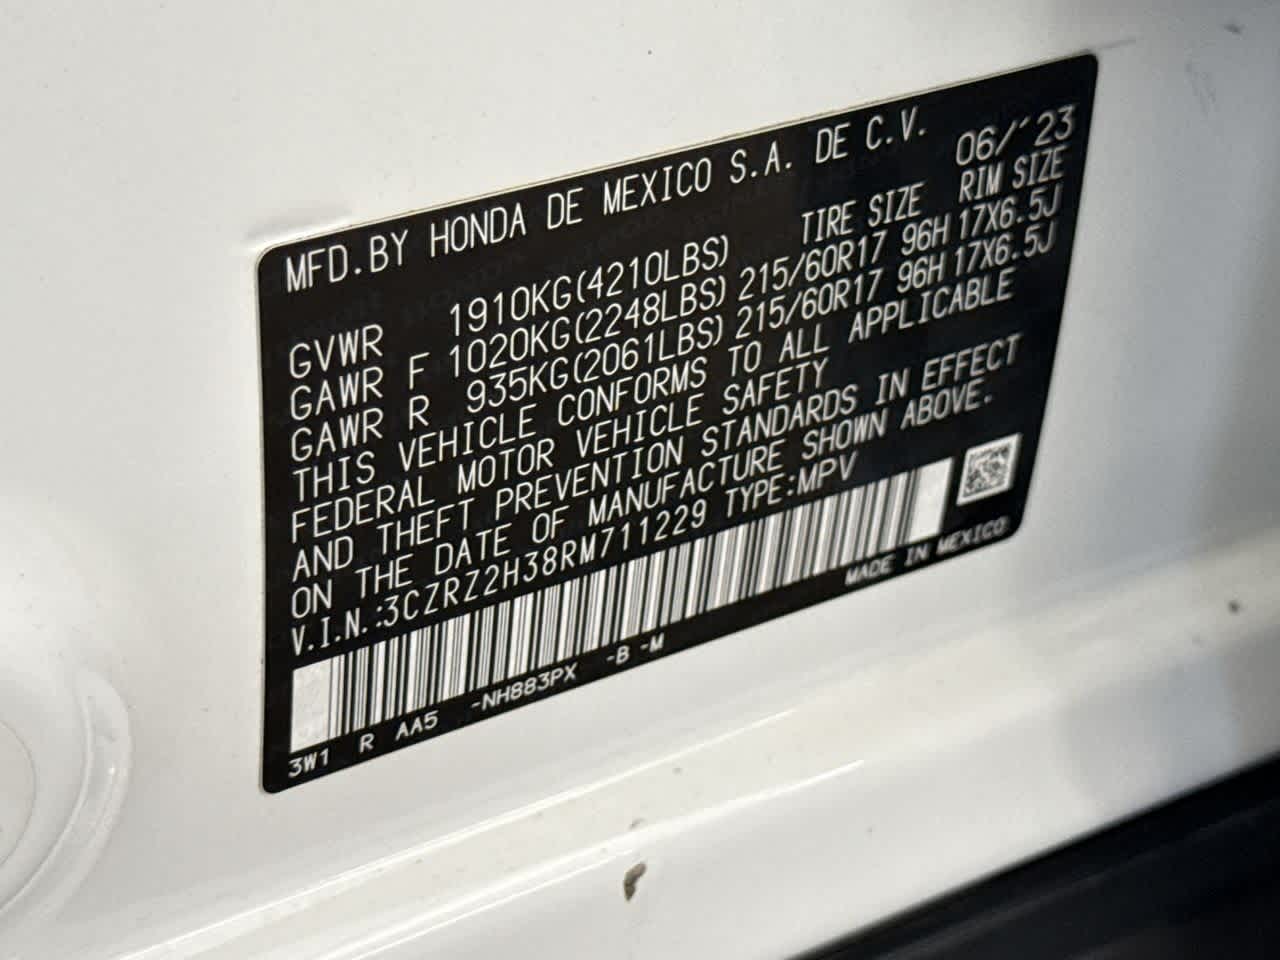 MFD.BY HONDA DE MEXICO S.A. DE C.V. 06/'23
TIRE SIZE RIM SIZE
GVWR 1910KG(4210LBS)
GAWR F 1020KG(2248LBS) 215/60R17 96H 17X6.5J
GAWR R 935KG(2061LBS) 215/60R17 96H 17X6.5J
THIS VEHICLE CONFORMS TO ALL APPLICABLE
FEDERAL MOTOR VEHICLE SAFETY
AND THEFT PREVENTION STANDARDS IN EFFECT
ON THE DATE OF MANUFACTURE SHOWN ABOVE.
V.I.N.:3CZRZ2H38RM711229 TYPE:MPV
MADE IN MEXICO
3W1 R AA5 -NH883PX -B -M